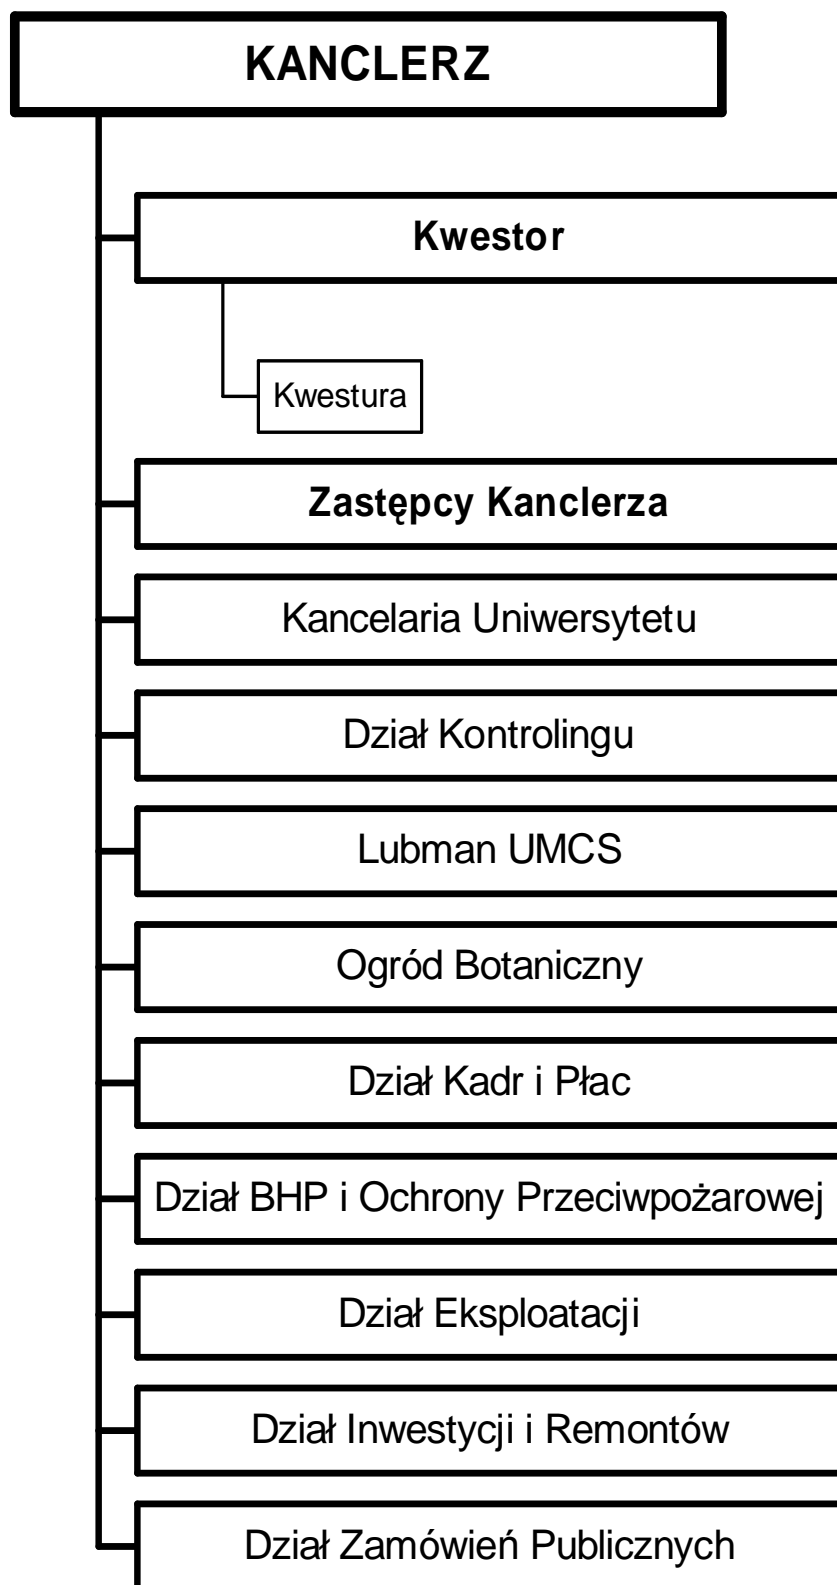 KANCLERZ
Kwestor
Kwestura
Zastępcy Kanclerza
Kancelaria Uniwersytetu
Dział Kontrolingu
Lubman UMCS
Ogród Botaniczny
Dział Kadr i Płac
Dział BHP i Ochrony Przeciwpożarowej
Dział Eksploatacji
Dział Inwestycji i Remontów
Dział Zamówień Publicznych